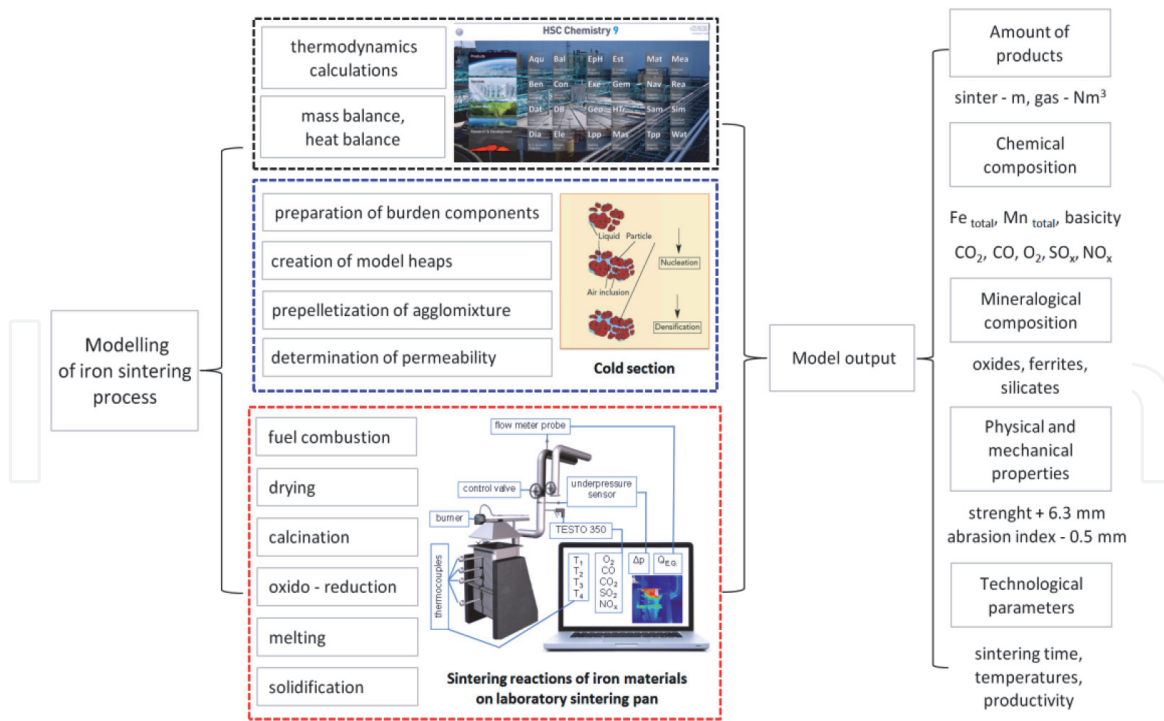 Modelling
of iron sintering
process
thermodynamics
calculations
mass balance,
heat balance
HSC Chemistry 9
Aqu Bal EpH Est Mat Mea
Ben Con Exe Gem Nav Rea
Dat DB Geo HTr Sam Sim
Dia Ele Lpp Mas Tpp Wat
preparation of burden components
creation of model heaps
prepelletization of agglomixture
determination of permeability
Liquid Particle
Nucleation
Air inclusion
Densification
Cold section
fuel combustion
drying
calcination
oxido - reduction
melting
solidification
flow meter probe
control valve
underpressure
sensor
burner
TESTO 350
thermocouples
T1
T2
T3
T4
O2
CO
CO2
SO2
NOx
Δp
QE.G.
Sintering reactions of iron materials
on laboratory sintering pan
Model output
Amount of
products
sinter - m, gas - Nm³
Chemical
composition
Fe total, Mn total, basicity
CO2, CO, O2, SOx, NOx
Mineralogical
composition
oxides, ferrites,
silicates
Physical and
mechanical
properties
strenght + 6.3 mm
abrasion index - 0.5 mm
Technological
parameters
sintering time,
temperatures,
productivity